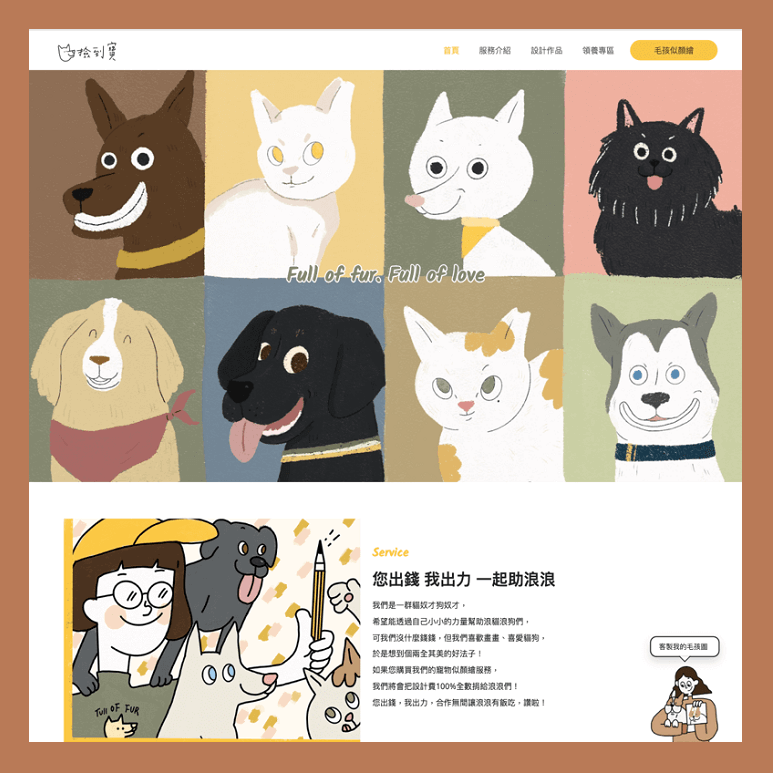 捡到寶
首頁 服務介紹 設計作品 領養專區 毛孩似顏繪
Full of fur. Full of love
Service
您出錢 我出力 一起助浪浪
我們是一群貓奴才狗奴才，
希望能透過自己小小的力量幫助浪貓浪狗們，
可我們沒什麼錢錢，但我們喜歡畫畫、喜愛貓狗，
於是想到個兩全其美的好法子！
如果您購買我們的寵物似顏繪服務，
我們將會把設計費100%全數捐給浪浪們！
您出錢，我出力，合作無間讓浪浪有飯吃，讚啦！
Full OF FUR
客製我的毛孩圖